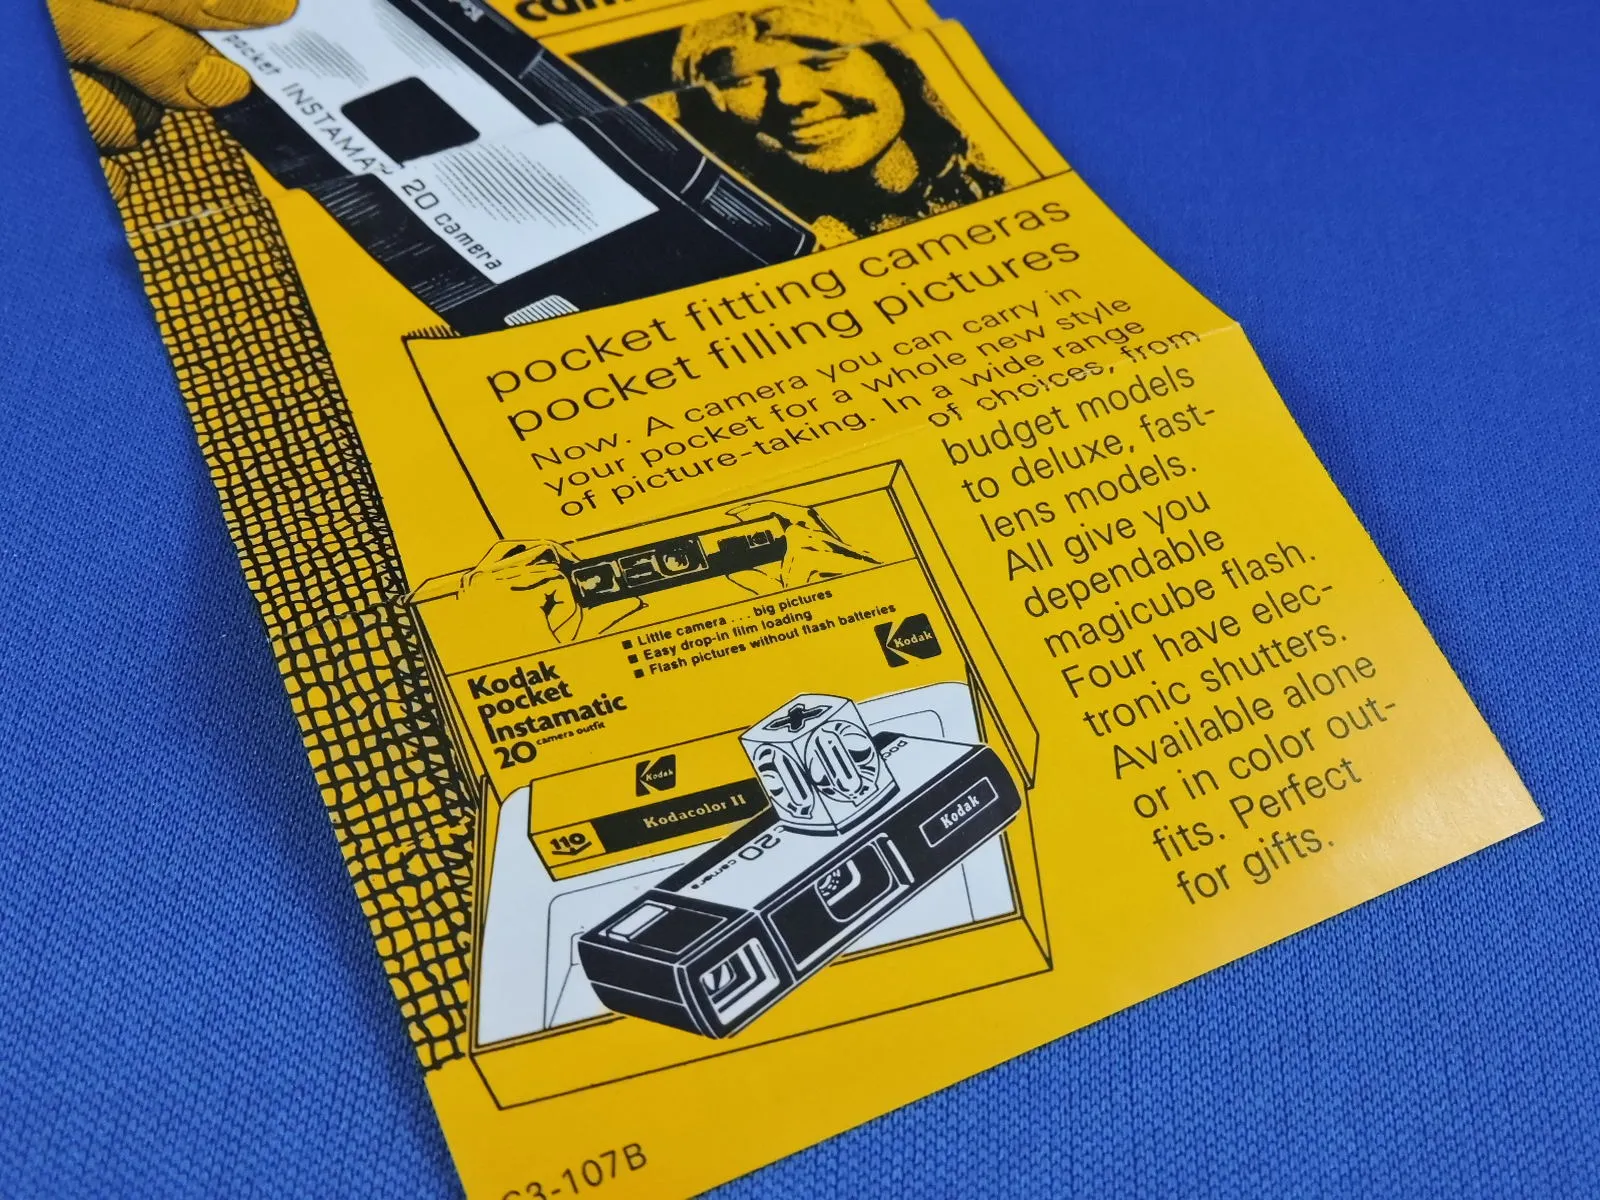 pocket INSTAMATIC 20 camera
pocket fitting cameras
pocket filling pictures
Now. A camera you can carry in
your pocket for a whole new style
of picture-taking. In a wide range
of choices, from
budget models
to deluxe, fast-
lens models.
All give you
dependable
magicube flash.
Four have elec-
tronic shutters.
Available alone
or in color out-
fits. Perfect
for gifts.
■ Little camera . . . big pictures
■ Easy drop-in film loading
■ Flash pictures without flash batteries
Kodak
Kodak
pocket
Instamatic
20 camera outfit
Kodak
Kodacolor II
110
20 camera
Kodak
3-107B